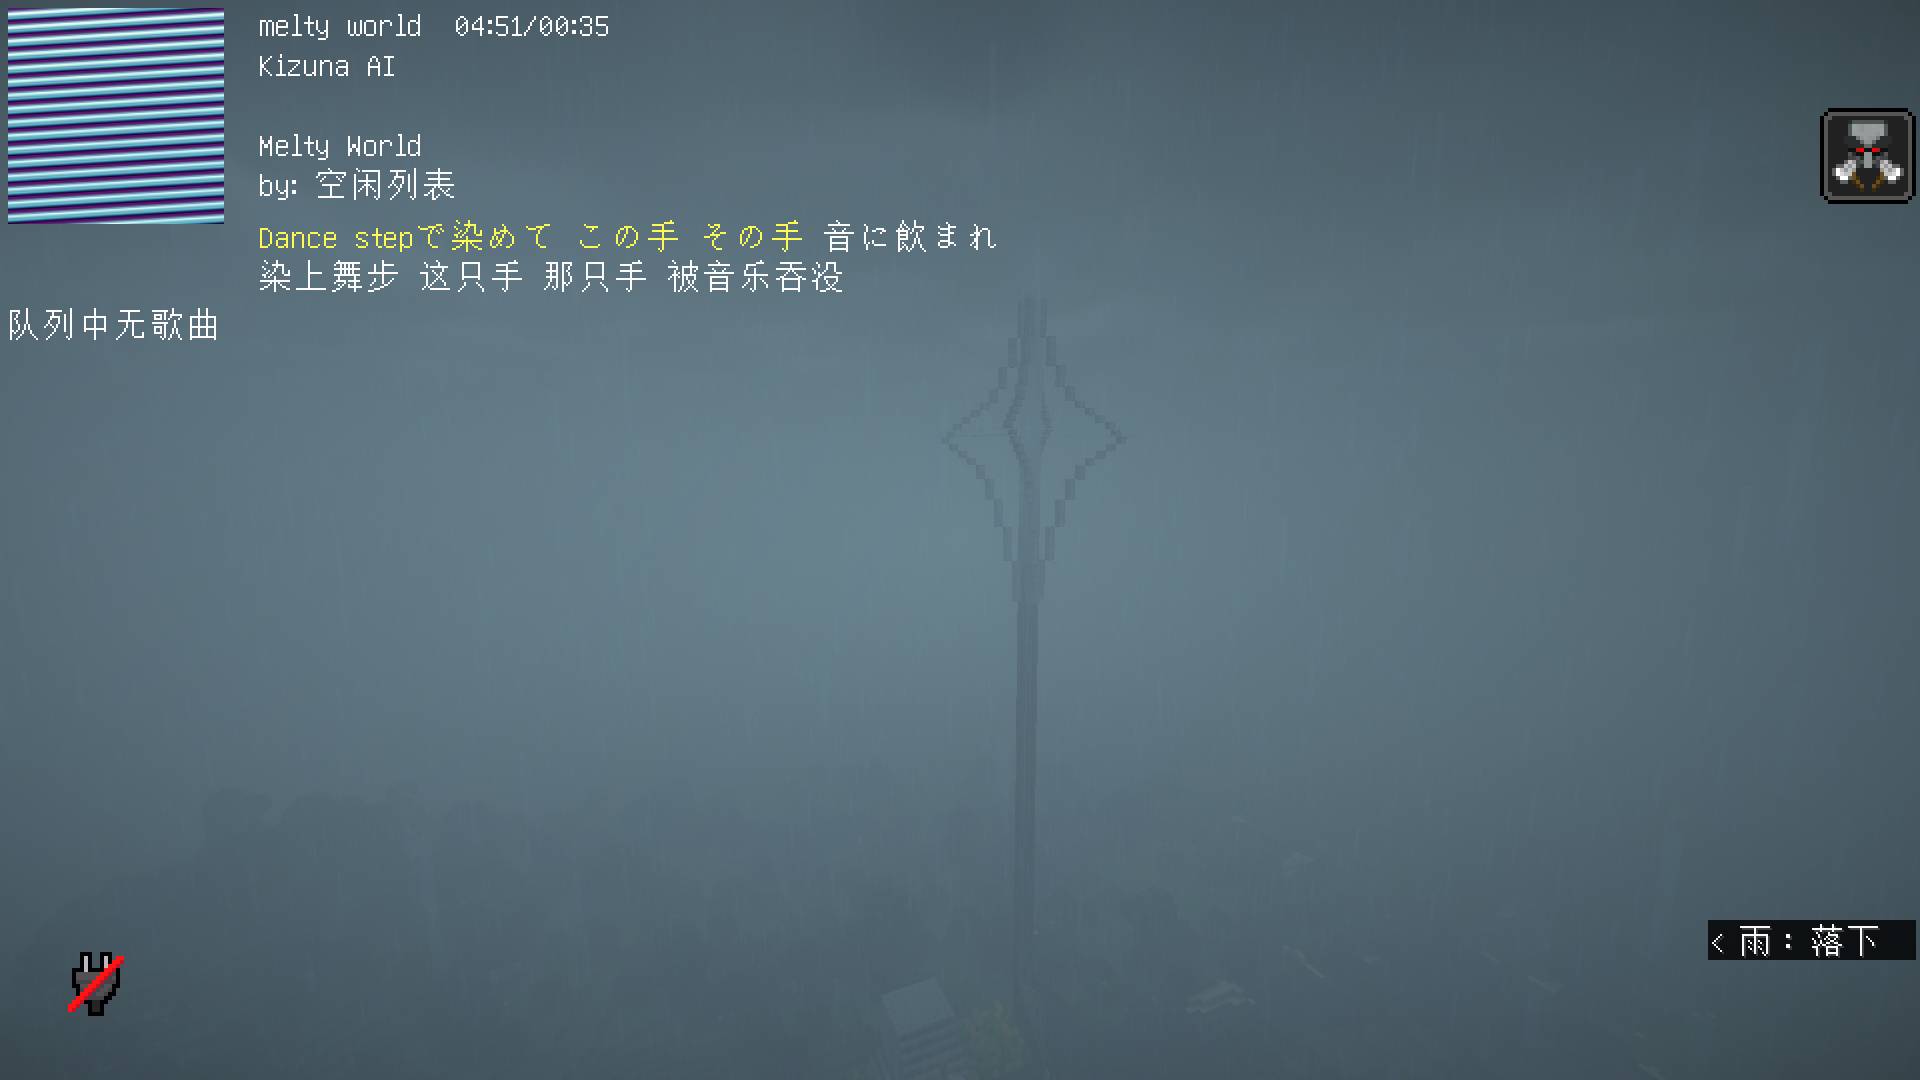 melty world 04:51/00:35
Kizuna AI
Melty World
by: 空闲列表
Dance stepで染めて この手 その手 音に飲まれ
染上舞步 这只手 那只手 被音乐吞没
队列中无歌曲
< 雨：落下